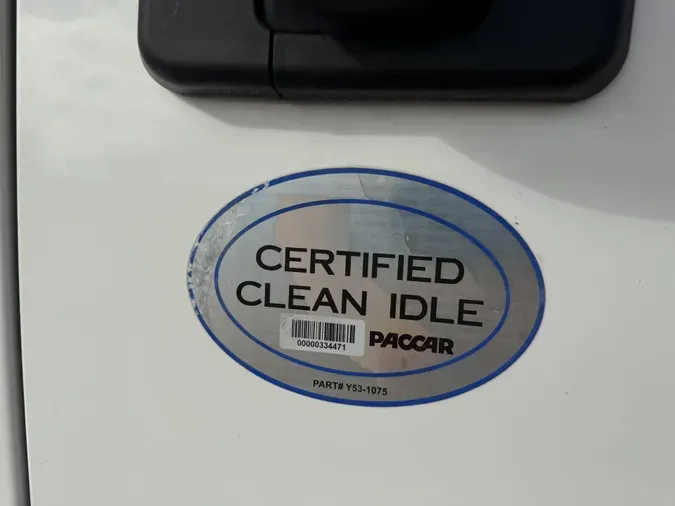 CERTIFIED
CLEAN IDLE
00000334471
PACCAR
PART# Y53-1075